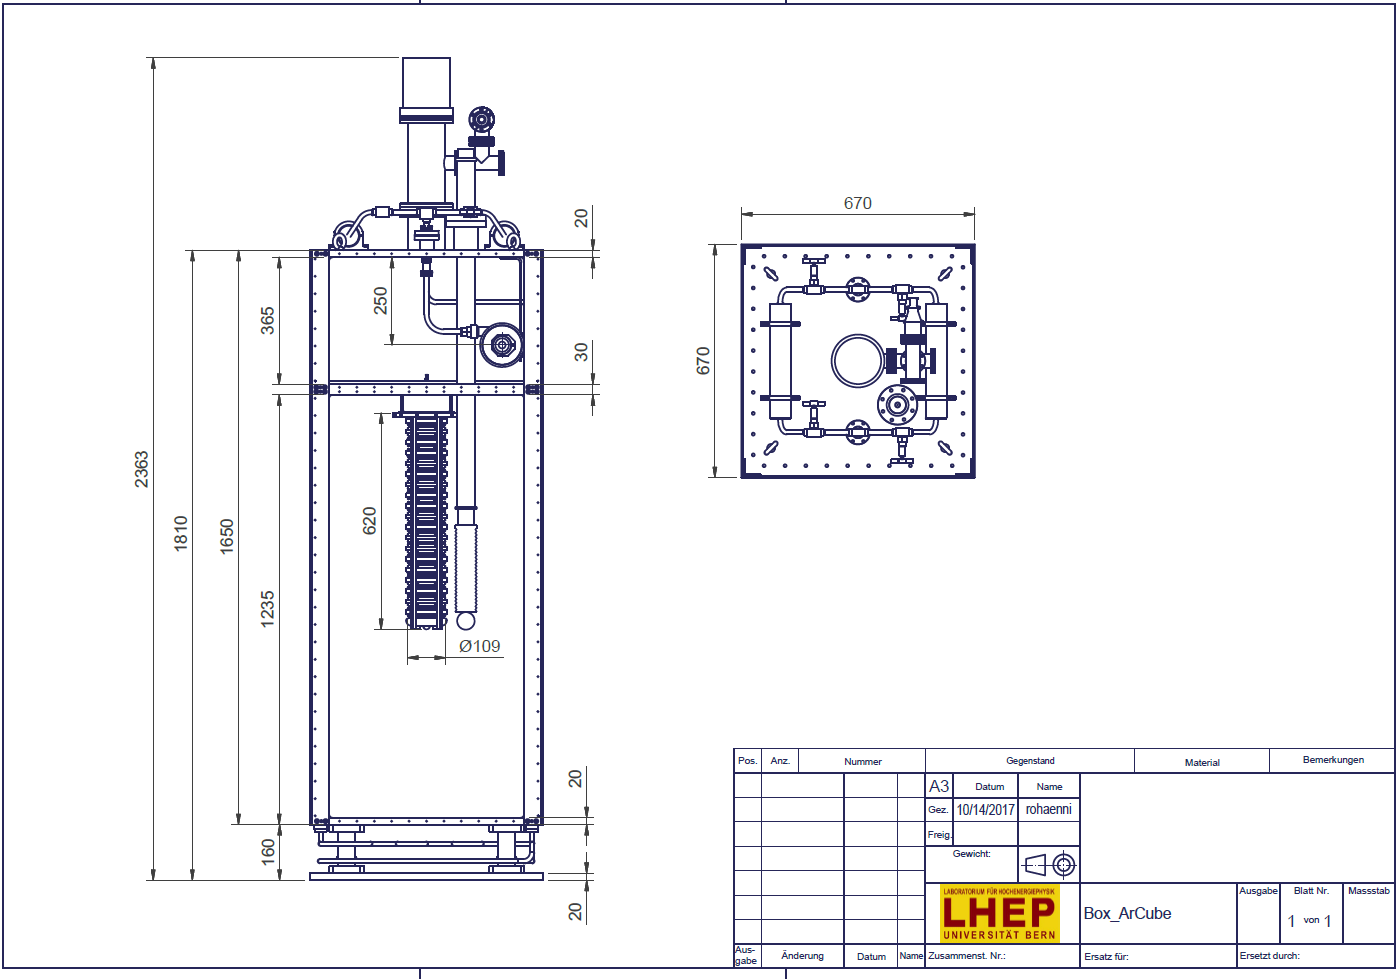 2363
1810
1650
365
1235
160
250
620
Ø109
20
30
20
20
670
670
Pos. Anz. Nummer Gegenstand Material Bemerkungen
A3 Datum Name
Gez. 10/14/2017 rohaenni
Freig.
Gewicht:
LABORATORIUM FÜR HOCHENERGIEPHYSIK
LHEP
UNIVERSITÄT BERN
Box_ArCube
Ausgabe Blatt Nr. Massstab
1 von 1
Aus-
gabe
Änderung Datum Name Zusammenst. Nr.: Ersatz für: Ersetzt durch: